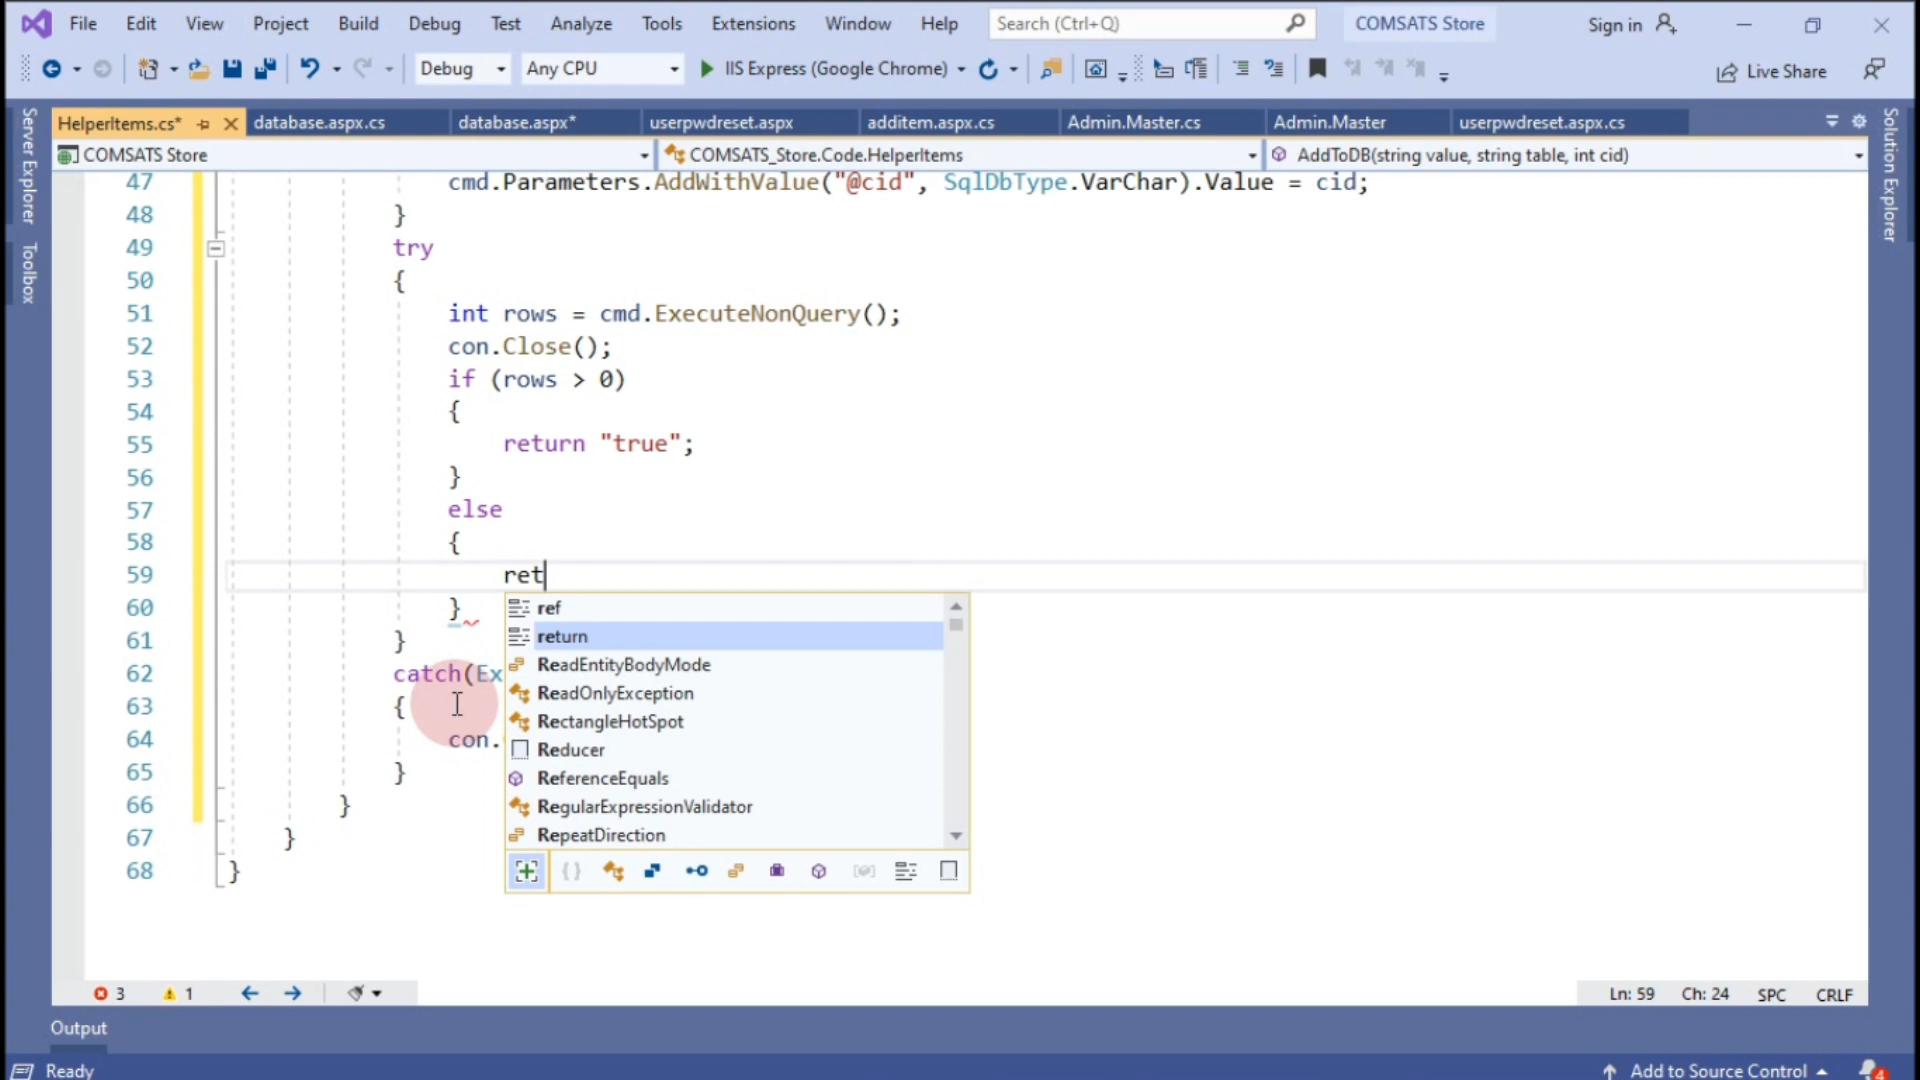 File Edit View Project Build Debug Test Analyze Tools Extensions Window Help Search (Ctrl+Q) COMSATS Store Sign in
Debug Any CPU IIS Express (Google Chrome) Live Share
HelperItems.cs* database.aspx.cs database.aspx* userpwdreset.aspx additem.aspx.cs Admin.Master.cs Admin.Master userpwdreset.aspx.cs
COMSATS Store COMSATS_Store.Code.HelperItems AddToDB(string value, string table, int cid)
Server Explorer
Toolbox
Solution Explorer
47 cmd.Parameters.AddWithValue("@cid", SqlDbType.VarChar).Value = cid;
48 }
49 try
50 {
51 int rows = cmd.ExecuteNonQuery();
52 con.Close();
53 if (rows > 0)
54 {
55 return "true";
56 }
57 else
58 {
59 ret
60 }
61 }
62 catch(Ex
63 {
64 con.
65 }
66 }
67 }
68 }
ref
return
ReadEntityBodyMode
ReadOnlyException
RectangleHotSpot
Reducer
ReferenceEquals
RegularExpressionValidator
RepeatDirection
3 1 Ln: 59 Ch: 24 SPC CRLF
Output
Ready Add to Source Control 4